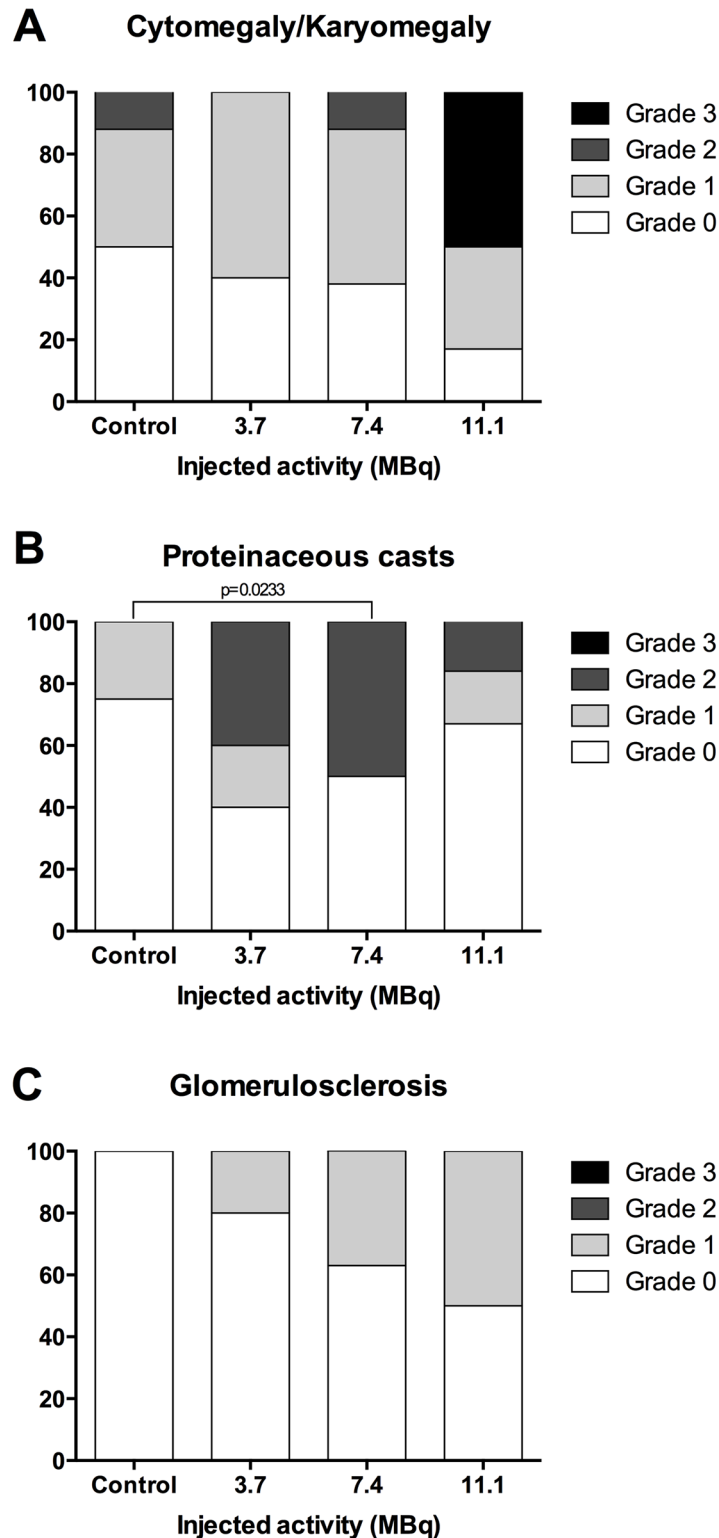 A
Cytomegaly/Karyomegaly
100
80
60
40
20
0
Control 3.7 7.4 11.1
Injected activity (MBq)
Grade 3
Grade 2
Grade 1
Grade 0
B
Proteinaceous casts
p=0.0233
100
80
60
40
20
0
Control 3.7 7.4 11.1
Injected activity (MBq)
Grade 3
Grade 2
Grade 1
Grade 0
C
Glomerulosclerosis
100
80
60
40
20
0
Control 3.7 7.4 11.1
Injected activity (MBq)
Grade 3
Grade 2
Grade 1
Grade 0